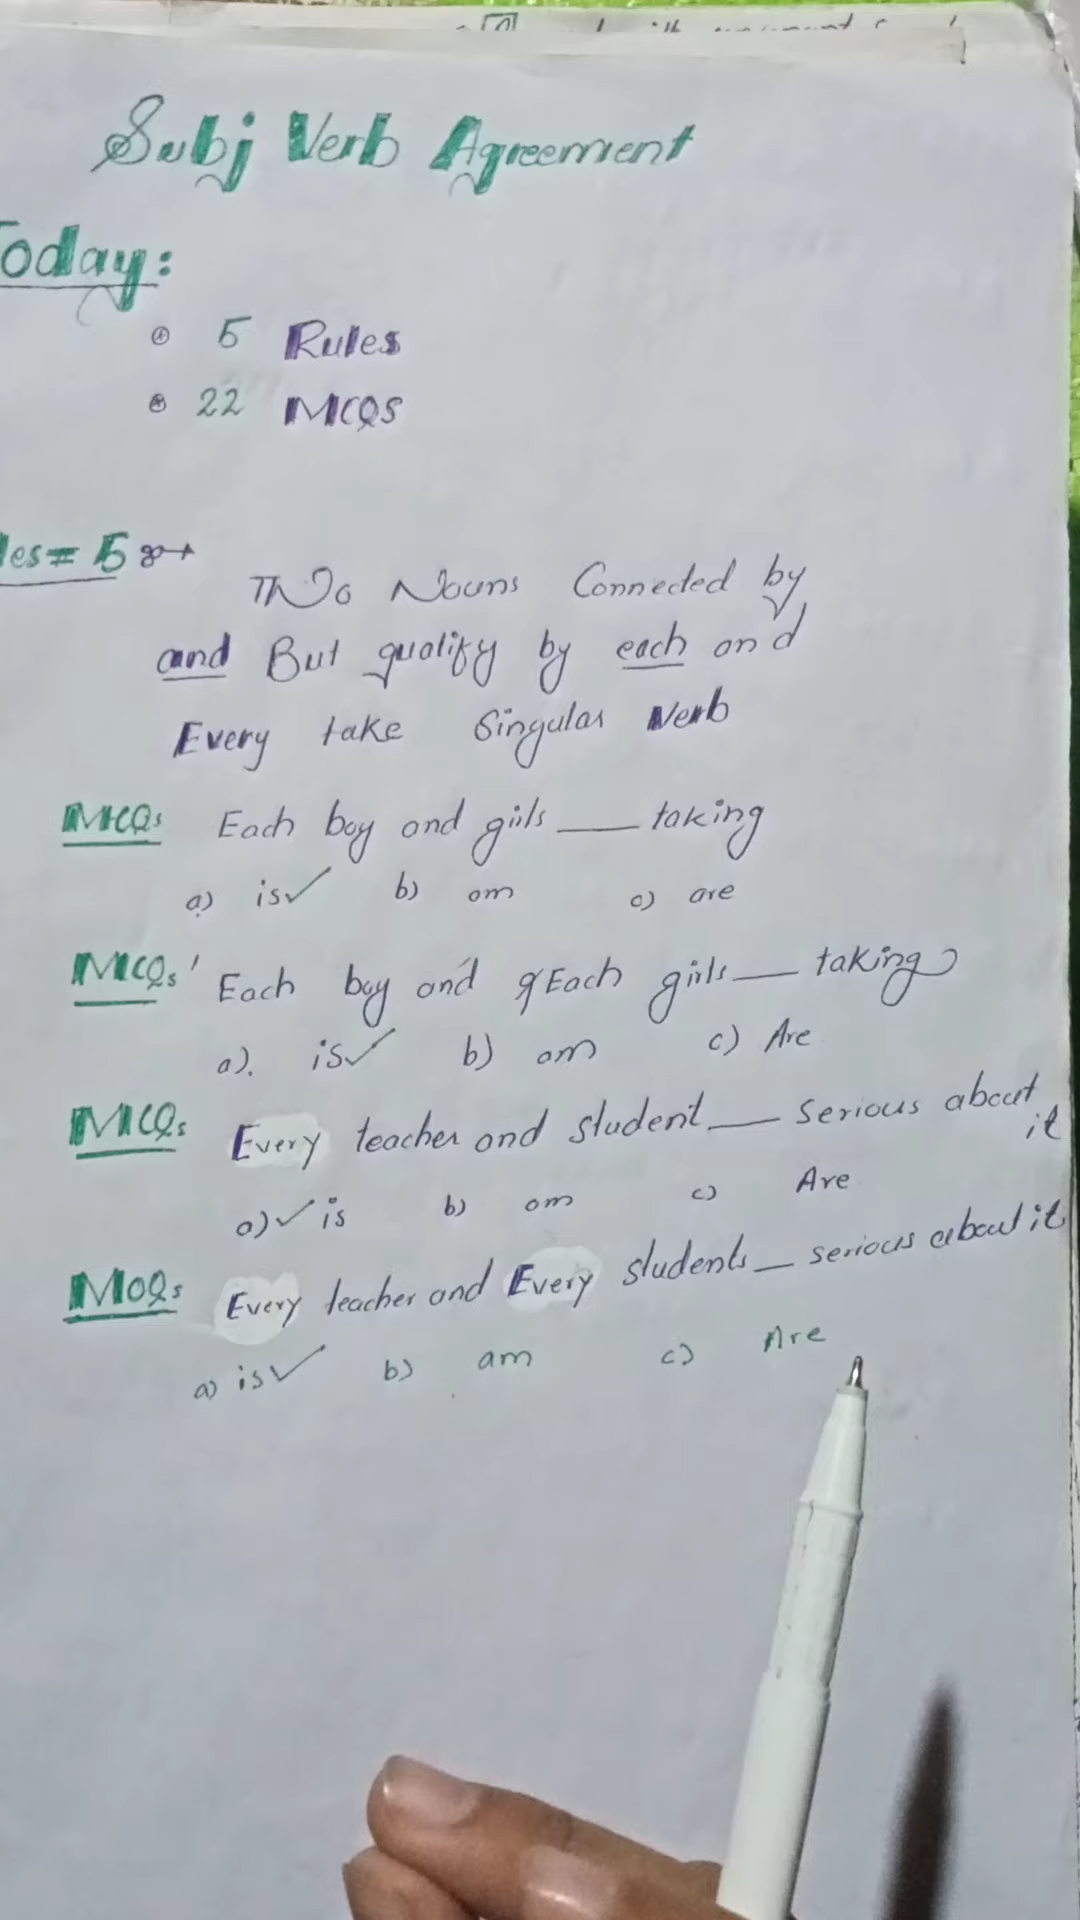 Subj Verb Agreement
Today:
5 Rules
22 MCQS
les = 5
Two Nouns Connected by
and But qualify by each and
Every take Singular Verb
MCQs Each boy and girls ___ taking
a) is✓ b) am c) are
MCQs' Each boy and Each girls ___ taking
a). is✓ b) am c) Are
MCQs Every teacher and student ___ Serious about
it
a)✓ is b) am c) Are
MCQs Every teacher and Every students ___ serious about it
a) is✓ b) am c) Are